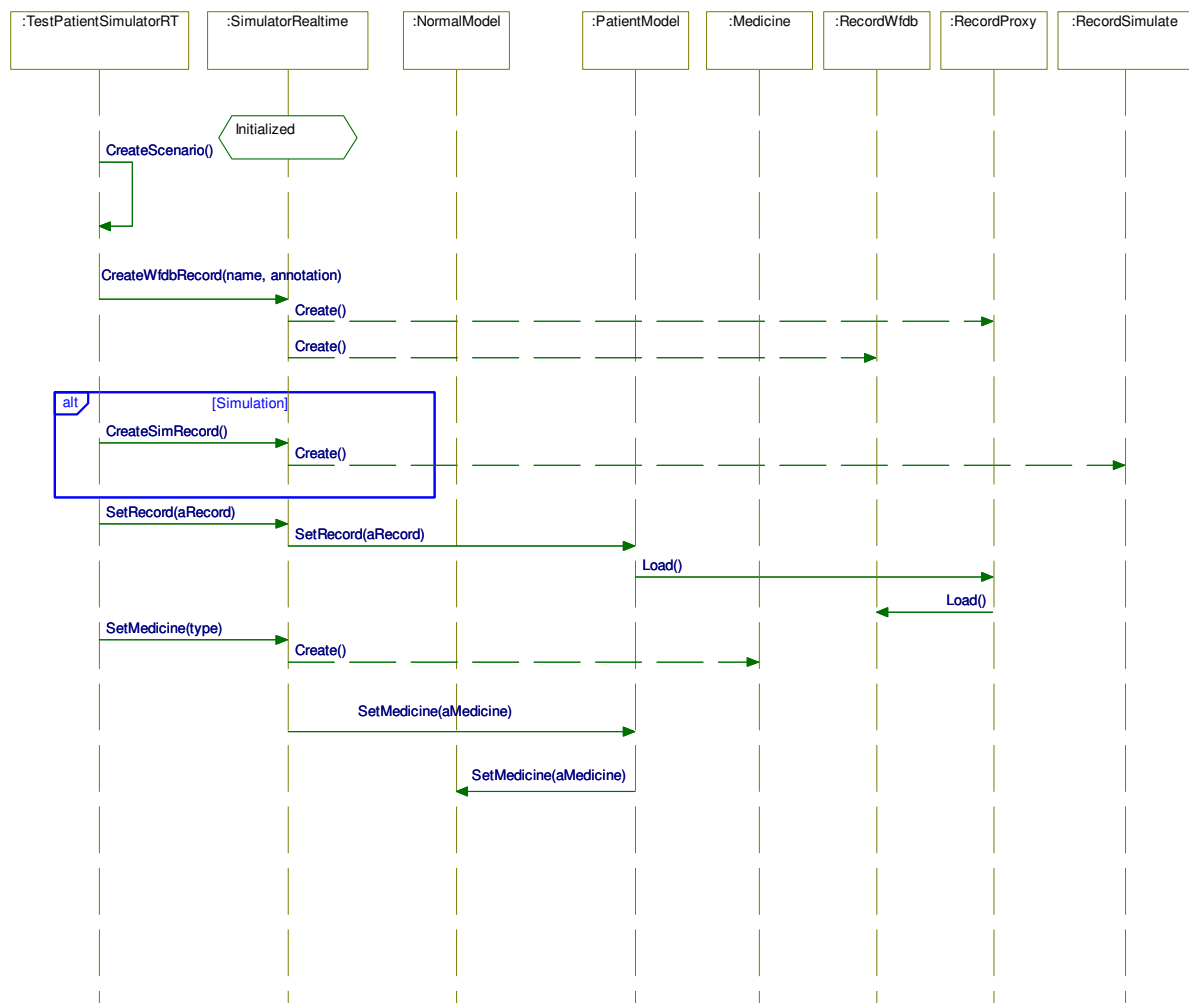 :TestPatientSimulatorRT :SimulatorRealtime :NormalModel :PatientModel :Medicine :RecordWfdb :RecordProxy :RecordSimulate
Initialized
CreateScenario()
CreateWfdbRecord(name, annotation)
Create()
Create()
alt [Simulation]
CreateSimRecord()
Create()
SetRecord(aRecord)
SetRecord(aRecord)
Load()
Load()
SetMedicine(type)
Create()
SetMedicine(aMedicine)
SetMedicine(aMedicine)